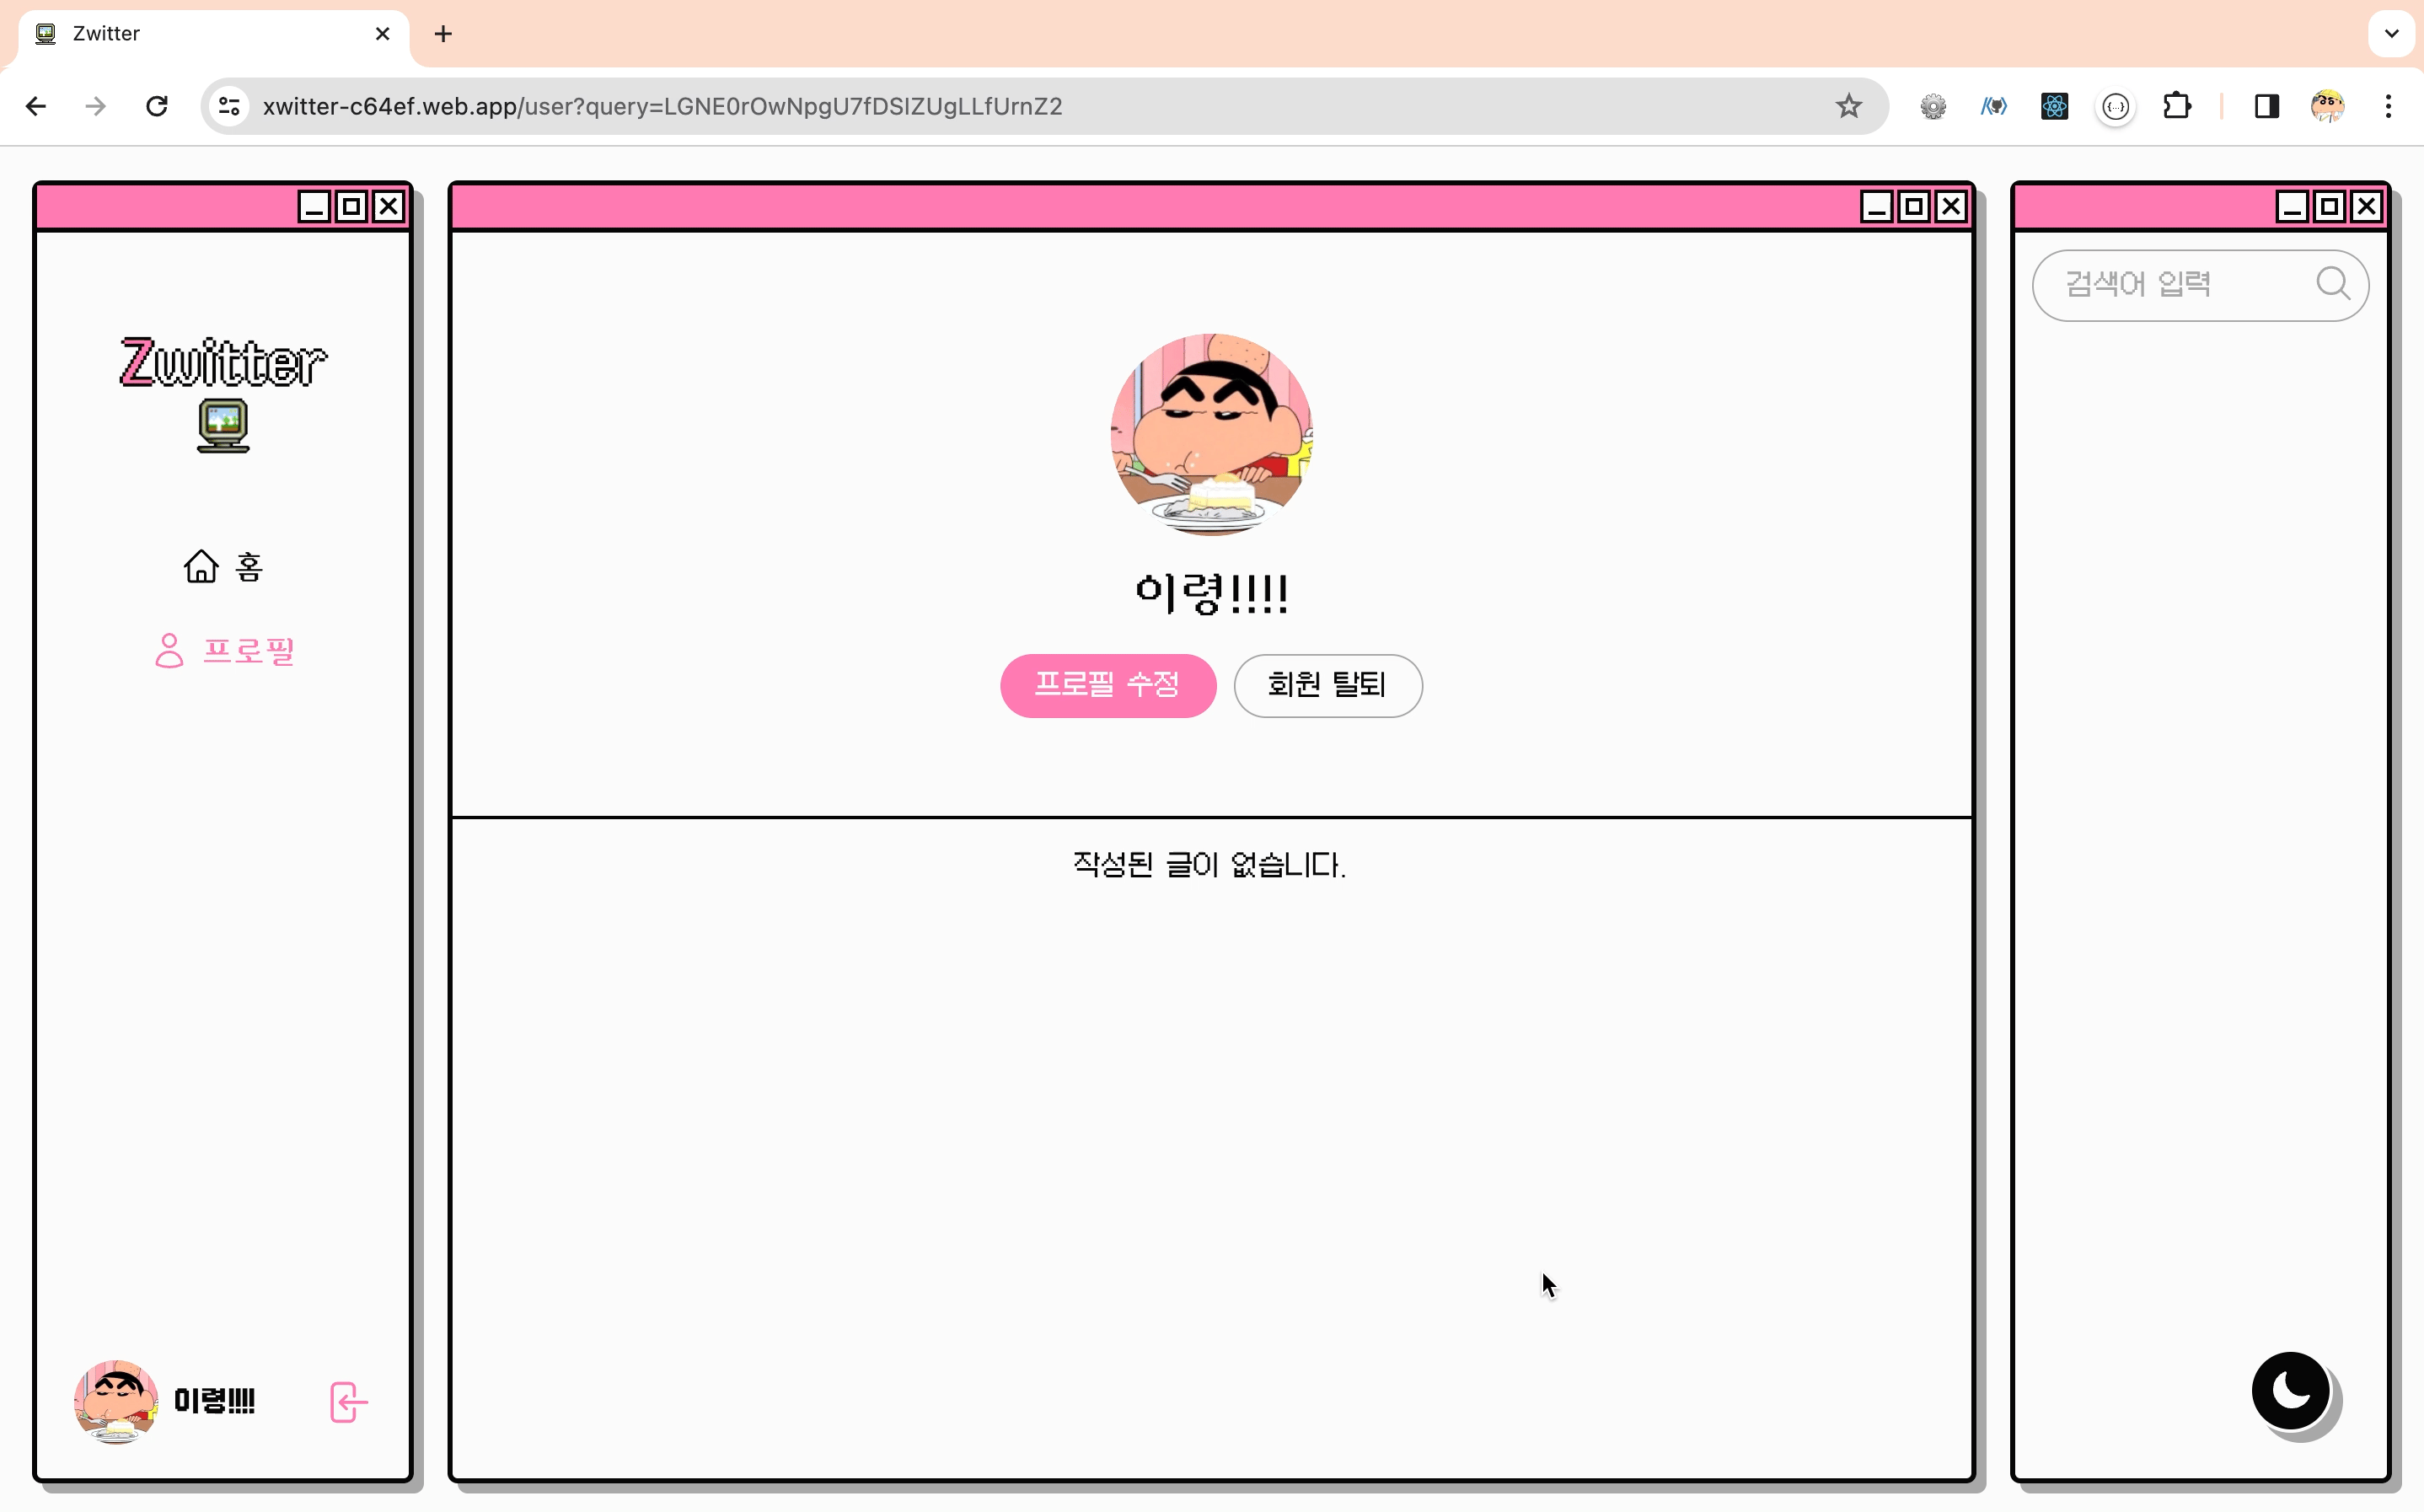 Zwitter
xwitter-c64ef.web.app/user?query=LGNE0rOwNpgU7fDSIZUgLLfUrnZ2
Zwitter
홈
프로필
이령!!!!
이령!!!!
프로필 수정
회원 탈퇴
작성된 글이 없습니다.
검색어 입력